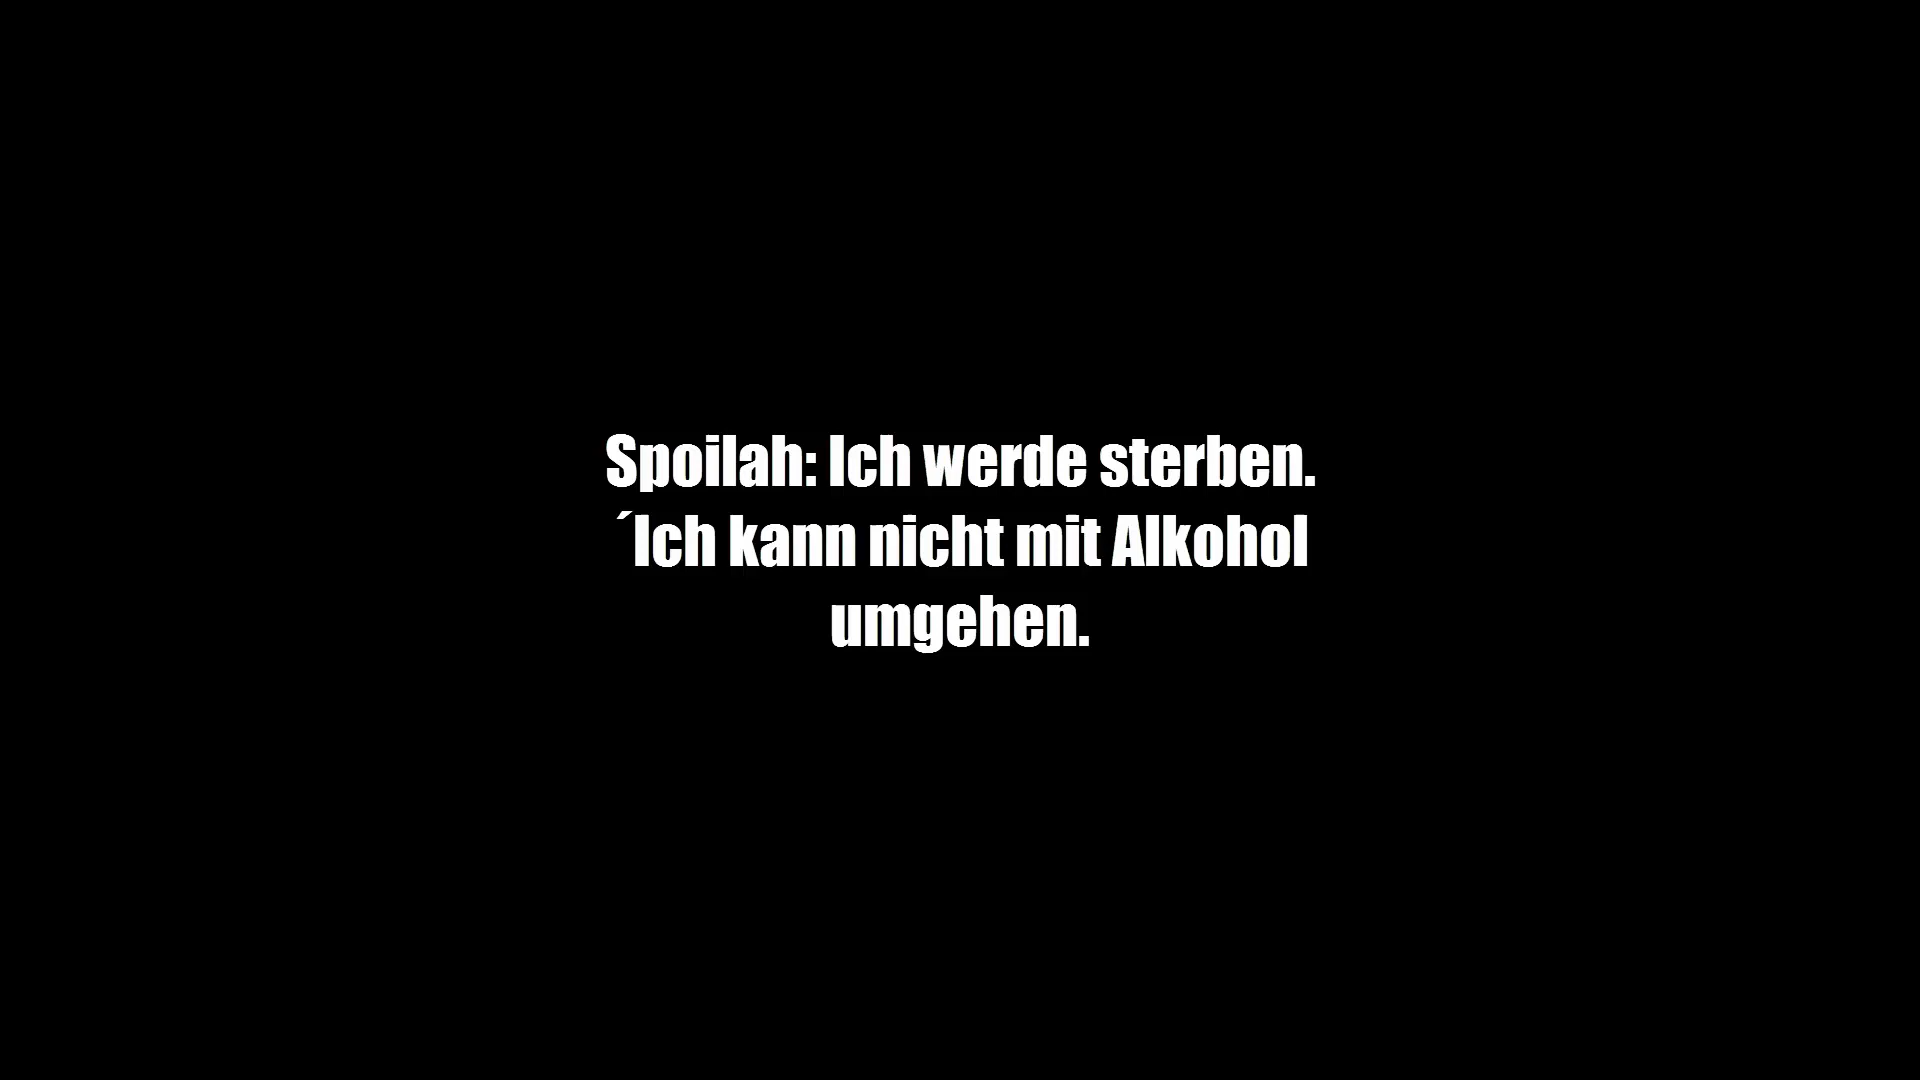 Spoilah: Ich werde sterben.
´Ich kann nicht mit Alkohol
umgehen.